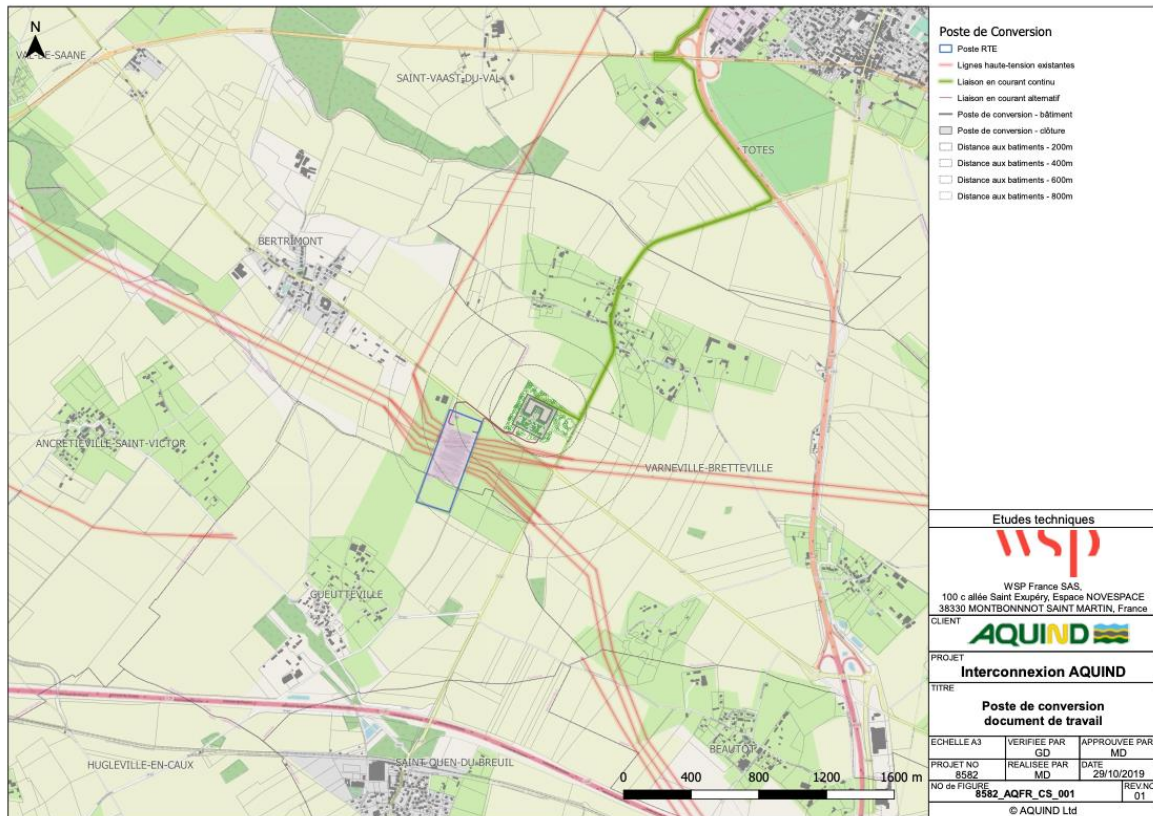 N
VAL-DE-SAANE
SAINT-VAAST-DU-VAL
TOTES
BERTRIMONT
ANCRETIEVILLE-SAINT-VICTOR
VARNEVILLE-BRETTEVILLE
GUEUTTEVILLE
HUGLEVILLE-EN-CAUX
SAINT-OUEN-DU-BREUIL
BEAUTOT
0 400 800 1200 1600 m
Poste de Conversion
Poste RTE
Lignes haute-tension existantes
Liaison en courant continu
Liaison en courant alternatif
Poste de conversion - bâtiment
Poste de conversion - clôture
Distance aux batiments - 200m
Distance aux batiments - 400m
Distance aux batiments - 600m
Distance aux batiments - 800m
Etudes techniques
wsp
WSP France SAS,
100 c allée Saint Exupéry, Espace NOVESPACE
38330 MONTBONNNOT SAINT MARTIN, France
CLIENT
AQUIND
PROJET
Interconnexion AQUIND
TITRE
Poste de conversion
document de travail
ECHELLE A3
VERIFIEE PAR
GD
APPROUVEE PAR
MD
PROJET NO
8582
REALISEE PAR
MD
DATE
29/10/2019
NO de FIGURE
8582_AQFR_CS_001
REV.NO
01
© AQUIND Ltd